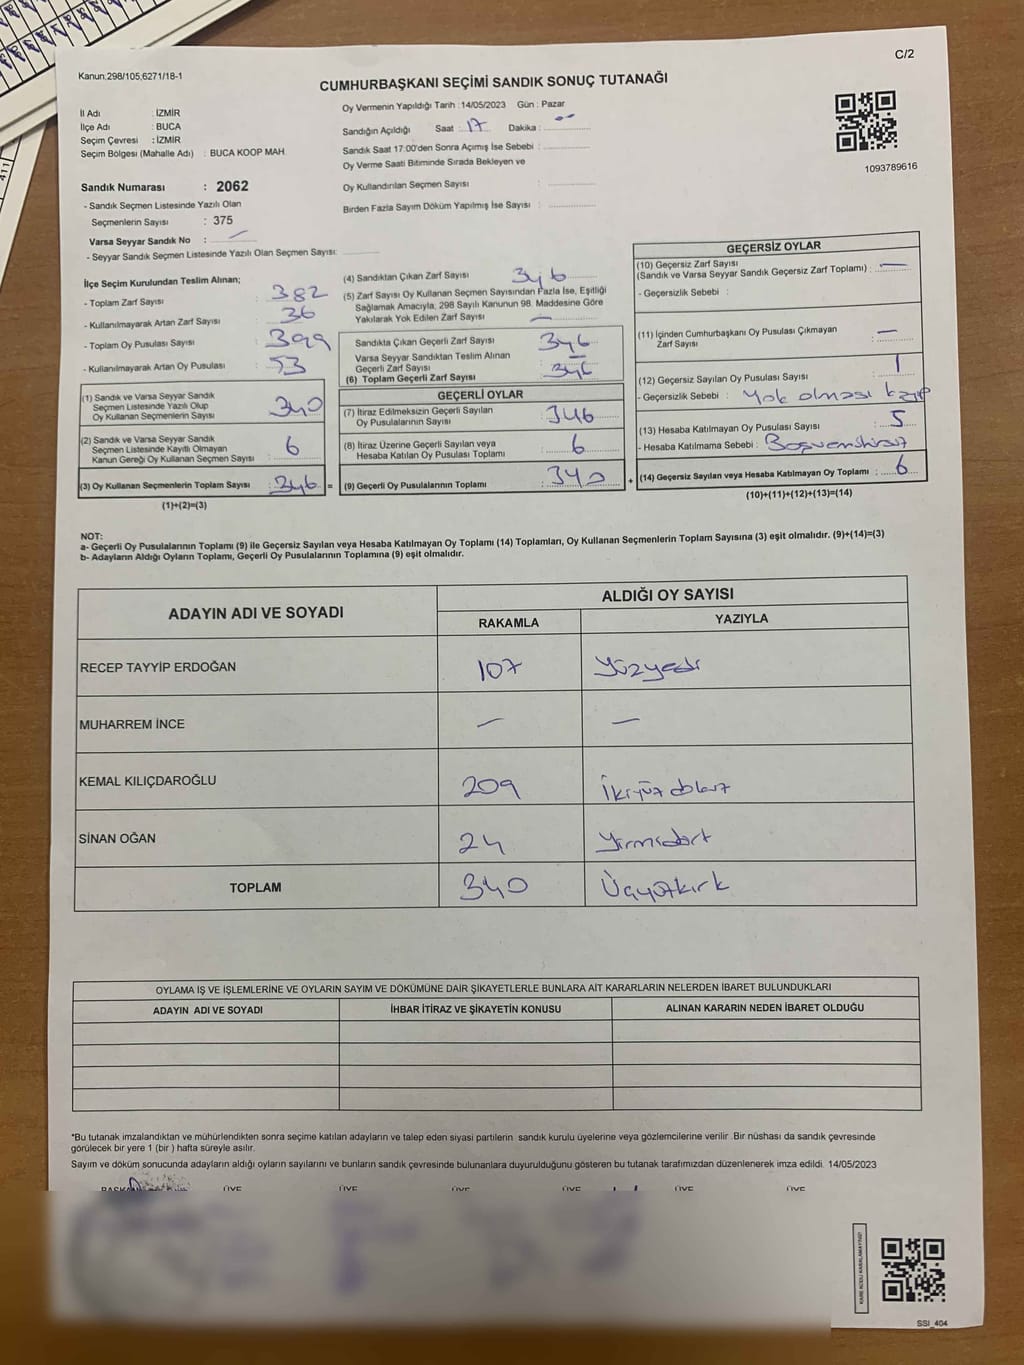 C/2
Kanun:298/105,6271/18-1
CUMHURBAŞKANI SEÇİMİ SANDIK SONUÇ TUTANAĞI
İl Adı : İZMİR
İlçe Adı : BUCA
Seçim Çevresi : İZMİR
Seçim Bölgesi (Mahalle Adı) : BUCA KOOP MAH.
Sandık Numarası : 2062
- Sandık Seçmen Listesinde Yazılı Olan
Seçmenlerin Sayısı : 375
Varsa Seyyar Sandık No :
- Seyyar Sandık Seçmen Listesinde Yazılı Olan Seçmen Sayısı:
Oy Vermenin Yapıldığı Tarih :14/05/2023 Gün : Pazar
Sandığın Açıldığı Saat : 17 Dakika :
Sandık Saat 17:00'den Sonra Açımış İse Sebebi :
Oy Verme Saati Bitiminde Sırada Bekleyen ve
Oy Kullandırılan Seçmen Sayısı :
Birden Fazla Sayım Döküm Yapılmış İse Sayısı :
1093789616
İlçe Seçim Kurulundan Teslim Alınan;
- Toplam Zarf Sayısı : 382
- Kullanılmayarak Artan Zarf Sayısı : 36
- Toplam Oy Pusulası Sayısı : 399
- Kullanılmayarak Artan Oy Pusulası : 53
(1) Sandık ve Varsa Seyyar Sandık
Seçmen Listesinde Yazılı Olup
Oy Kullanan Seçmenlerin Sayısı : 340
(2) Sandık ve Varsa Seyyar Sandık
Seçmen Listesinde Kayıtlı Olmayan
Kanun Gereği Oy Kullanan Seçmen Sayısı : 6
(3) Oy Kullanan Seçmenlerin Toplam Sayısı : 346 =
(1)+(2)=(3)
(4) Sandıktan Çıkan Zarf Sayısı : 346
(5) Zarf Sayısı Oy Kullanan Seçmen Sayısından Fazla İse, Eşitliği
Sağlamak Amacıyla, 298 Sayılı Kanunun 98. Maddesine Göre
Yakılarak Yok Edilen Zarf Sayısı : —
Sandıkta Çıkan Geçerli Zarf Sayısı : 346
Varsa Seyyar Sandıktan Teslim Alınan
Geçerli Zarf Sayısı : —
(6) Toplam Geçerli Zarf Sayısı : 346
GEÇERLİ OYLAR
(7) İtiraz Edilmeksizin Geçerli Sayılan
Oy Pusulalarının Sayısı : 346
(8) İtiraz Üzerine Geçerli Sayılan veya
Hesaba Katılan Oy Pusulası Toplamı : 6
(9) Geçerli Oy Pusulalarının Toplamı : 340 +
GEÇERSİZ OYLAR
(10) Geçersiz Zarf Sayısı
(Sandık ve Varsa Seyyar Sandık Geçersiz Zarf Toplamı) : —
- Geçersizlik Sebebi :
(11) İçinden Cumhurbaşkanı Oy Pusulası Çıkmayan
Zarf Sayısı : —
(12) Geçersiz Sayılan Oy Pusulası Sayısı : 1
- Geçersizlik Sebebi : Yok olması
(13) Hesaba Katılmayan Oy Pusulası Sayısı : 5
- Hesaba Katılmama Sebebi :
(14) Geçersiz Sayılan veya Hesaba Katılmayan Oy Toplamı : 6
(10)+(11)+(12)+(13)=(14)
NOT:
a- Geçerli Oy Pusulalarının Toplamı (9) ile Geçersiz Sayılan veya Hesaba Katılmayan Oy Toplamı (14) Toplamları, Oy Kullanan Seçmenlerin Toplam Sayısına (3) eşit olmalıdır. (9)+(14)=(3)
b- Adayların Aldığı Oyların Toplamı, Geçerli Oy Pusulalarının Toplamına (9) eşit olmalıdır.
ADAYIN ADI VE SOYADI
ALDIĞI OY SAYISI
RAKAMLA YAZIYLA
RECEP TAYYİP ERDOĞAN 107 Yüzyedi
MUHARREM İNCE — —
KEMAL KILIÇDAROĞLU 209 İkiyüz dokuz
SİNAN OĞAN 24 Yirmidört
TOPLAM 340 Üçyüzkırk
OYLAMA İŞ VE İŞLEMLERİNE VE OYLARIN SAYIM VE DÖKÜMÜNE DAİR ŞİKAYETLERLE BUNLARA AİT KARARLARIN NELERDEN İBARET BULUNDUKLARI
ADAYIN ADI VE SOYADI İHBAR İTİRAZ VE ŞİKAYETİN KONUSU ALINAN KARARIN NEDEN İBARET OLDUĞU
*Bu tutanak imzalandıktan ve mühürlendikten sonra seçime katılan adayların ve talep eden siyasi partilerin sandık kurulu üyelerine veya gözlemcilerine verilir .Bir nüshası da sandık çevresinde
görülecek bir yere 1 (bir ) hafta süreyle asılır.
Sayım ve döküm sonucunda adayların aldığı oyların sayılarını ve bunların sandık çevresinde bulunanlara duyurulduğunu gösteren bu tutanak tarafımızdan düzenlenerek imza edildi. 14/05/2023
BAŞKAN ÜYE ÜYE ÜYE ÜYE ÜYE ÜYE
KARE KODU KARALAMAYINIZ!
SSI_404